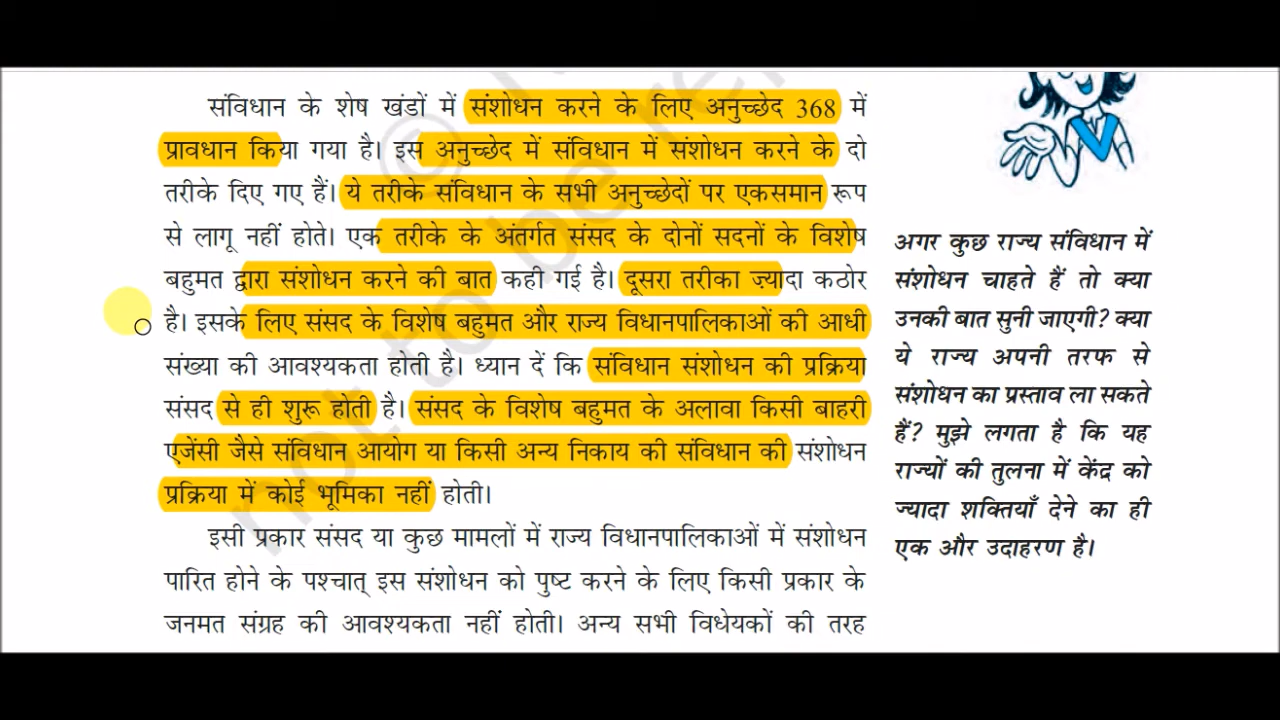 संविधान के शेष खंडों में संशोधन करने के लिए अनुच्छेद 368 में
प्रावधान किया गया है। इस अनुच्छेद में संविधान में संशोधन करने के दो
तरीके दिए गए हैं। ये तरीके संविधान के सभी अनुच्छेदों पर एकसमान रूप
से लागू नहीं होते। एक तरीके के अंतर्गत संसद के दोनों सदनों के विशेष
बहुमत द्वारा संशोधन करने की बात कही गई है। दूसरा तरीका ज़्यादा कठोर
है। इसके लिए संसद के विशेष बहुमत और राज्य विधानपालिकाओं की आधी
संख्या की आवश्यकता होती है। ध्यान दें कि संविधान संशोधन की प्रक्रिया
संसद से ही शुरू होती है। संसद के विशेष बहुमत के अलावा किसी बाहरी
एजेंसी जैसे संविधान आयोग या किसी अन्य निकाय की संविधान की संशोधन
प्रक्रिया में कोई भूमिका नहीं होती।
इसी प्रकार संसद या कुछ मामलों में राज्य विधानपालिकाओं में संशोधन
पारित होने के पश्चात् इस संशोधन को पुष्ट करने के लिए किसी प्रकार के
जनमत संग्रह की आवश्यकता नहीं होती। अन्य सभी विधेयकों की तरह
अगर कुछ राज्य संविधान में
संशोधन चाहते हैं तो क्या
उनकी बात सुनी जाएगी? क्या
ये राज्य अपनी तरफ से
संशोधन का प्रस्ताव ला सकते
हैं? मुझे लगता है कि यह
राज्यों की तुलना में केंद्र को
ज्यादा शक्तियाँ देने का ही
एक और उदाहरण है।
not to be re